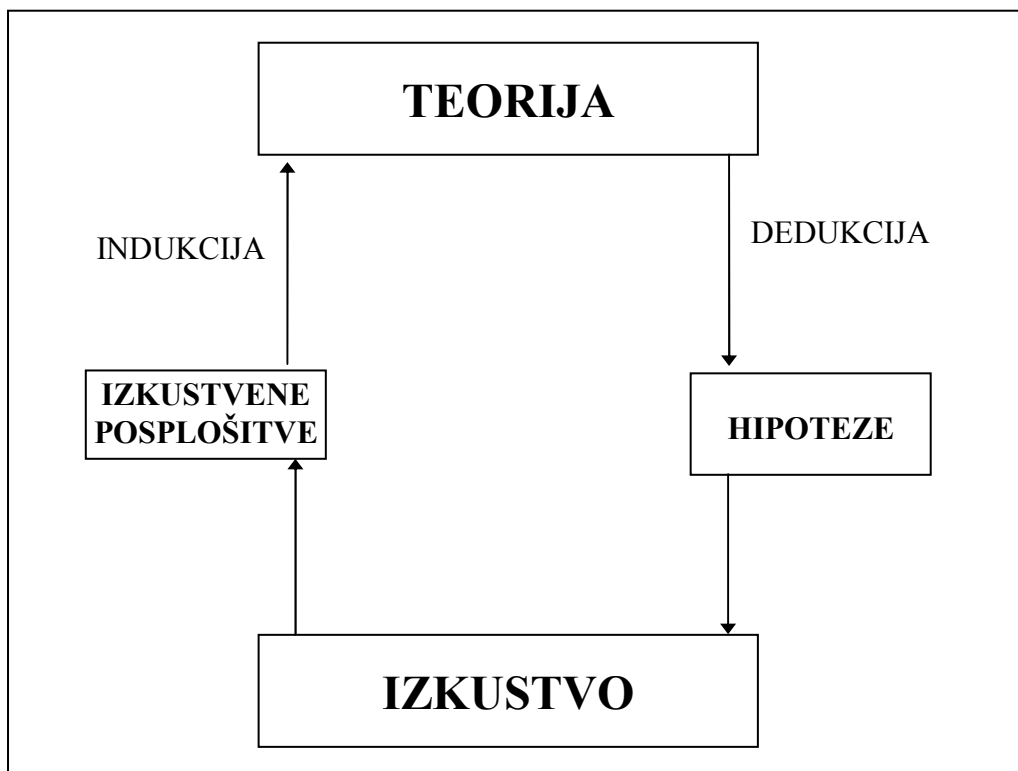 TEORIJA
INDUKCIJA
DEDUKCIJA
IZKUSTVENE
POSPLOŠITVE
HIPOTEZE
IZKUSTVO